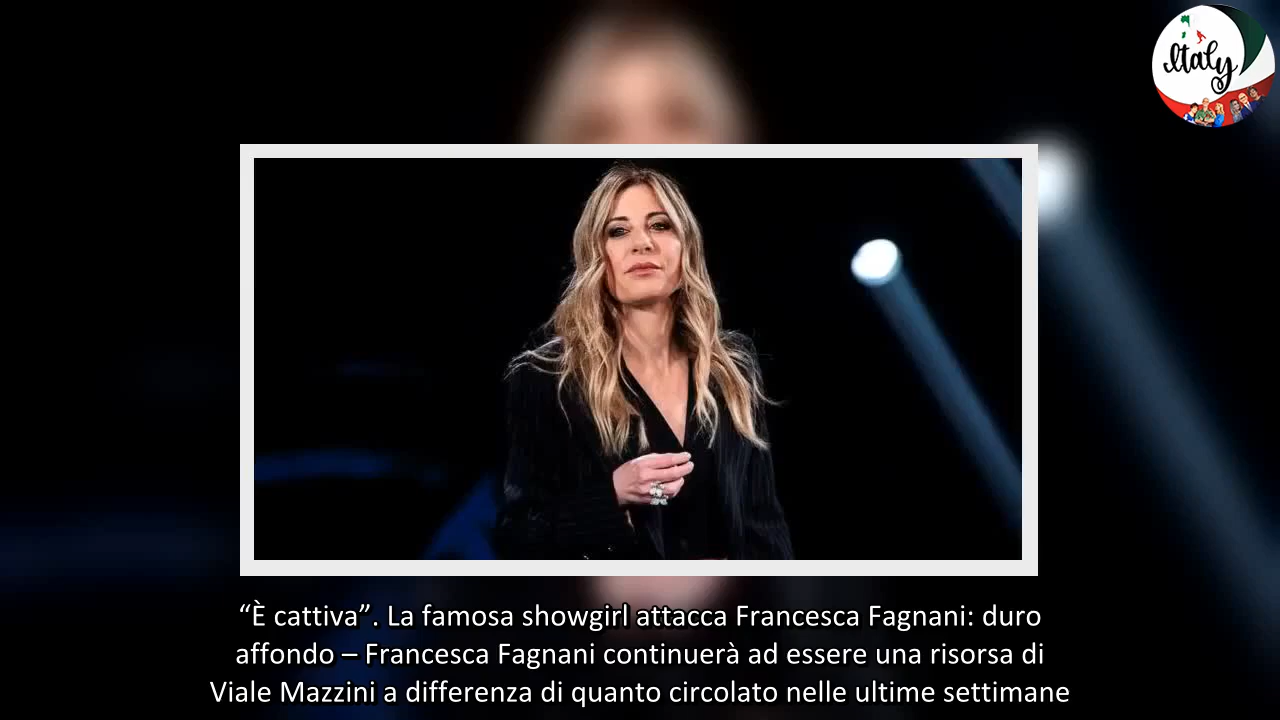 Italy
“È cattiva”. La famosa showgirl attacca Francesca Fagnani: duro
affondo – Francesca Fagnani continuerà ad essere una risorsa di
Viale Mazzini a differenza di quanto circolato nelle ultime settimane